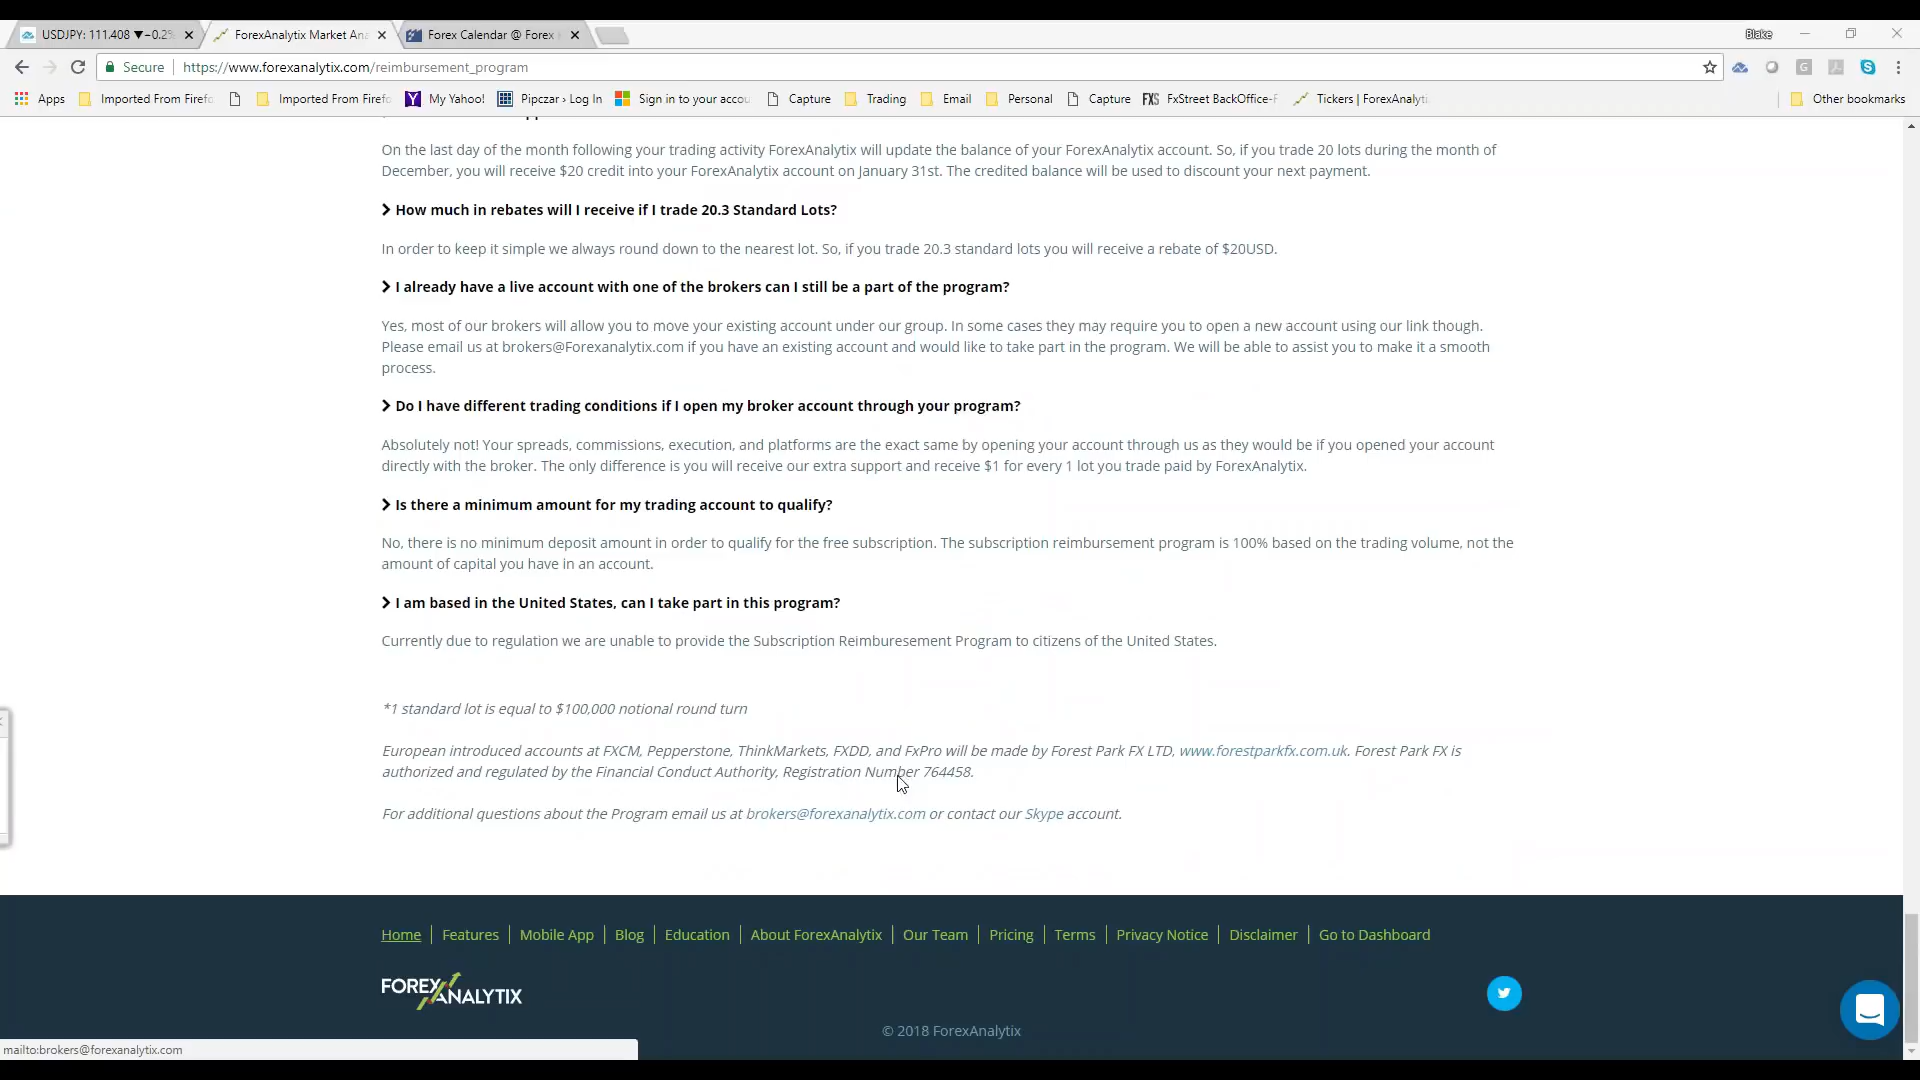 USDJPY: 111.408 ▼−0.2%
ForexAnalytix Market Ana
Forex Calendar @ Forex
Blake
Secure
https://www.forexanalytix.com/reimbursement_program
Apps
Imported From Firefo
Imported From Firefo
My Yahoo!
Pipczar › Log In
Sign in to your accou
Capture
Trading
Email
Personal
Capture
FXS FxStreet BackOffice-F
Tickers | ForexAnalyti
Other bookmarks
On the last day of the month following your trading activity ForexAnalytix will update the balance of your ForexAnalytix account. So, if you trade 20 lots during the month of
December, you will receive $20 credit into your ForexAnalytix account on January 31st. The credited balance will be used to discount your next payment.
How much in rebates will I receive if I trade 20.3 Standard Lots?
In order to keep it simple we always round down to the nearest lot. So, if you trade 20.3 standard lots you will receive a rebate of $20USD.
I already have a live account with one of the brokers can I still be a part of the program?
Yes, most of our brokers will allow you to move your existing account under our group. In some cases they may require you to open a new account using our link though.
Please email us at brokers@Forexanalytix.com if you have an existing account and would like to take part in the program. We will be able to assist you to make it a smooth
process.
Do I have different trading conditions if I open my broker account through your program?
Absolutely not! Your spreads, commissions, execution, and platforms are the exact same by opening your account through us as they would be if you opened your account
directly with the broker. The only difference is you will receive our extra support and receive $1 for every 1 lot you trade paid by ForexAnalytix.
Is there a minimum amount for my trading account to qualify?
No, there is no minimum deposit amount in order to qualify for the free subscription. The subscription reimbursement program is 100% based on the trading volume, not the
amount of capital you have in an account.
I am based in the United States, can I take part in this program?
Currently due to regulation we are unable to provide the Subscription Reimburesement Program to citizens of the United States.
*1 standard lot is equal to $100,000 notional round turn
European introduced accounts at FXCM, Pepperstone, ThinkMarkets, FXDD, and FxPro will be made by Forest Park FX LTD, www.forestparkfx.com.uk. Forest Park FX is
authorized and regulated by the Financial Conduct Authority, Registration Number 764458.
For additional questions about the Program email us at brokers@forexanalytix.com or contact our Skype account.
Home | Features | Mobile App | Blog | Education | About ForexAnalytix | Our Team | Pricing | Terms | Privacy Notice | Disclaimer | Go to Dashboard
FOREX ANALYTIX
© 2018 ForexAnalytix
mailto:brokers@forexanalytix.com